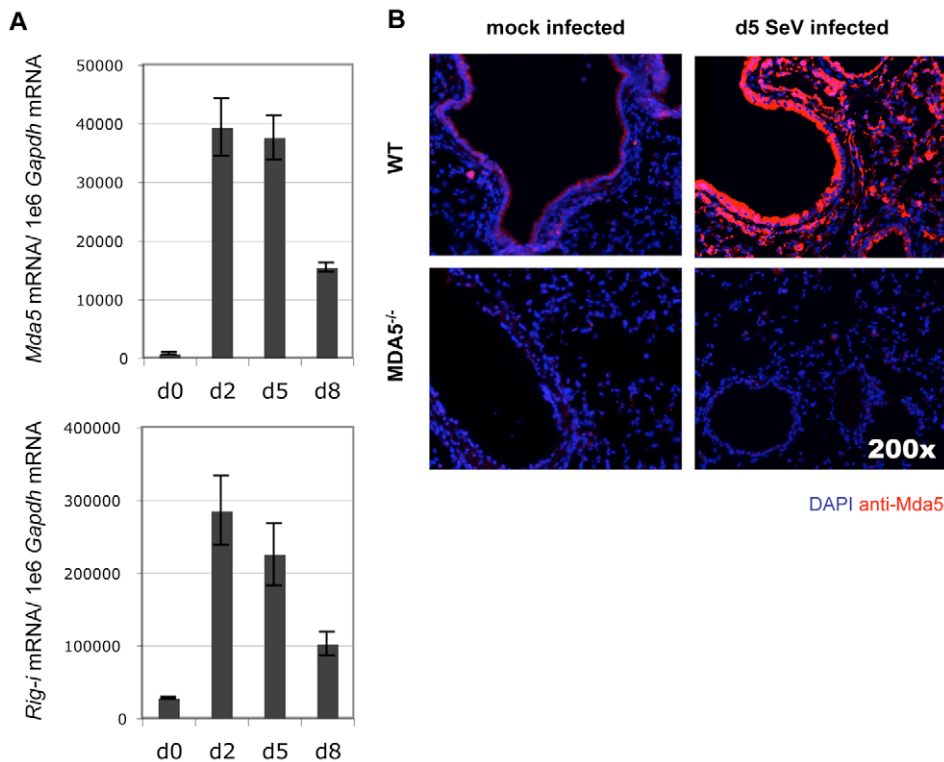 A
Mda5 mRNA/ 1e6 Gapdh mRNA
50000
40000
30000
20000
10000
0
d0 d2 d5 d8
Rig-i mRNA/ 1e6 Gapdh mRNA
400000
300000
200000
100000
0
d0 d2 d5 d8
B
mock infected d5 SeV infected
WT
MDA5-/-
200x
DAPI anti-Mda5